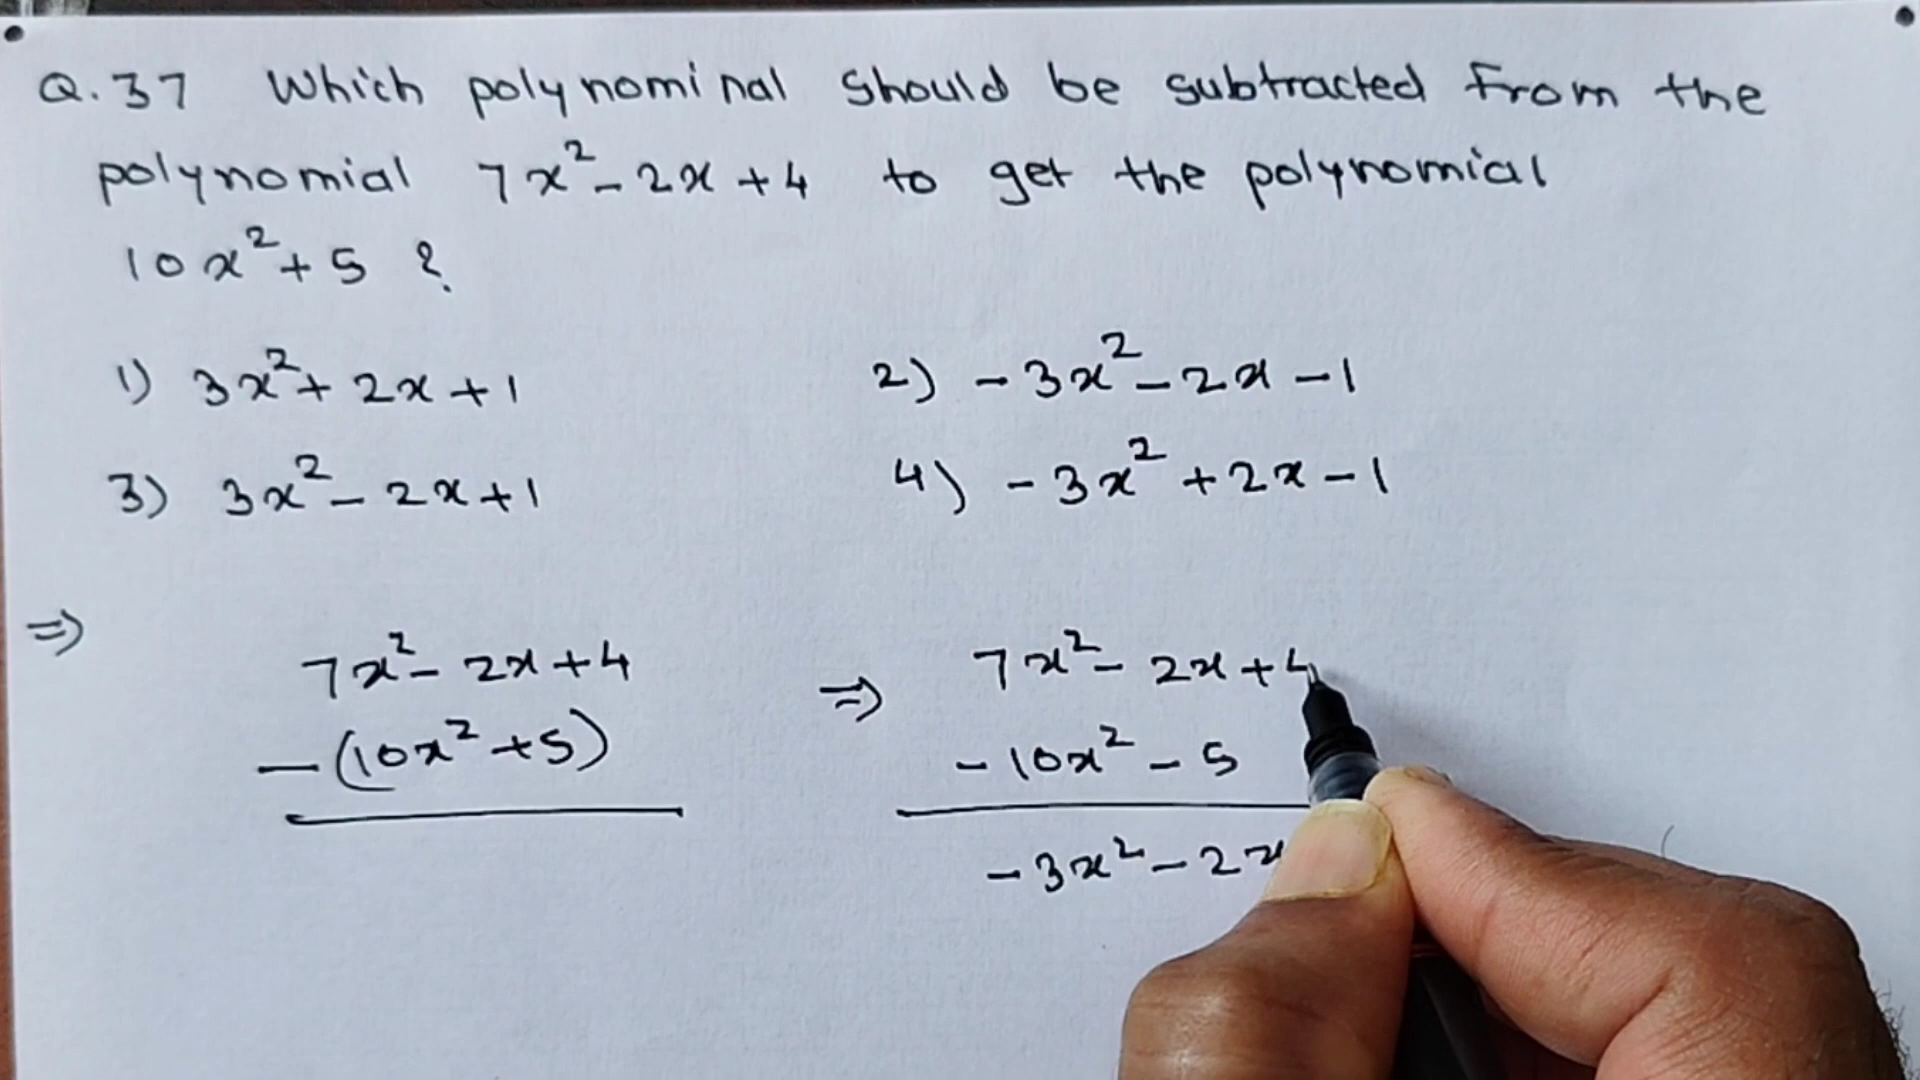 Q.37 Which polynominal should be subtracted from the
polynomial 7x² - 2x + 4 to get the polynomial
10x² + 5 ?
1) 3x² + 2x + 1
2) - 3x² - 2x - 1
3) 3x² - 2x + 1
4) - 3x² + 2x - 1
⇒
7x² - 2x + 4
- (10x² + 5)
⇒ 7x² - 2x + 4
- 10x² - 5
- 3x² - 2x